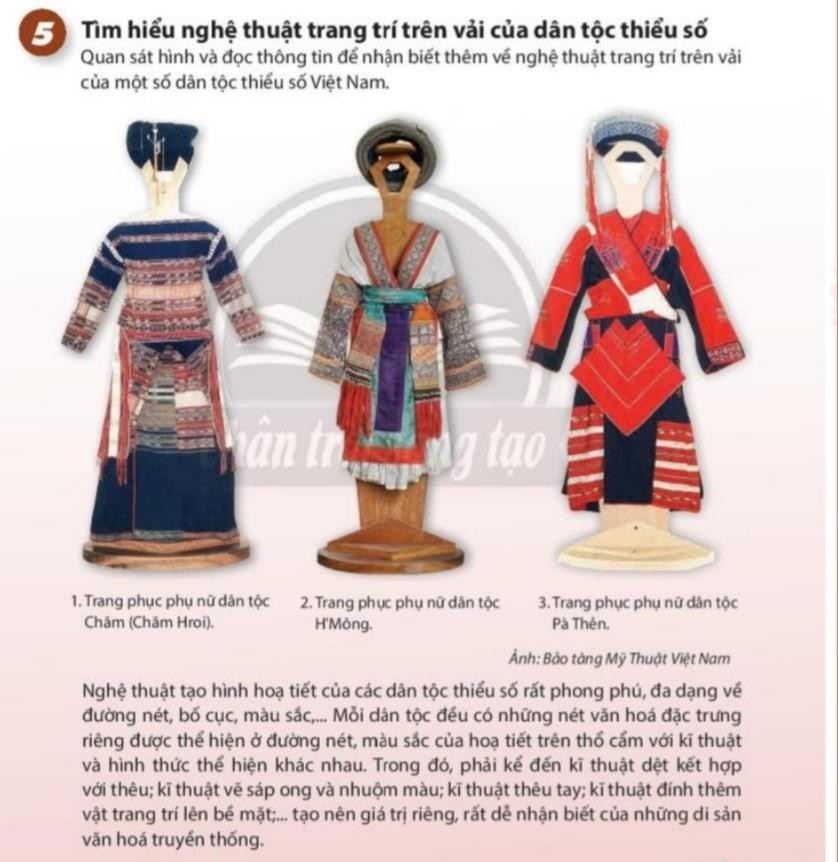 5 Tìm hiểu nghệ thuật trang trí trên vải của dân tộc thiểu số
Quan sát hình và đọc thông tin để nhận biết thêm về nghệ thuật trang trí trên vải
của một số dân tộc thiểu số Việt Nam.
1. Trang phục phụ nữ dân tộc
Chăm (Chăm Hroi).
2. Trang phục phụ nữ dân tộc
H'Mông.
3. Trang phục phụ nữ dân tộc
Pà Thẻn.
Ảnh: Bảo tàng Mỹ Thuật Việt Nam
Nghệ thuật tạo hình hoạ tiết của các dân tộc thiểu số rất phong phú, đa dạng về
đường nét, bố cục, màu sắc,... Mỗi dân tộc đều có những nét văn hoá đặc trưng
riêng được thể hiện ở đường nét, màu sắc của hoạ tiết trên thổ cẩm với kĩ thuật
và hình thức thể hiện khác nhau. Trong đó, phải kể đến kĩ thuật dệt kết hợp
với thêu; kĩ thuật vẽ sáp ong và nhuộm màu; kĩ thuật thêu tay; kĩ thuật đính thêm
vật trang trí lên bề mặt;... tạo nên giá trị riêng, rất dễ nhận biết của những di sản
văn hoá truyền thống.